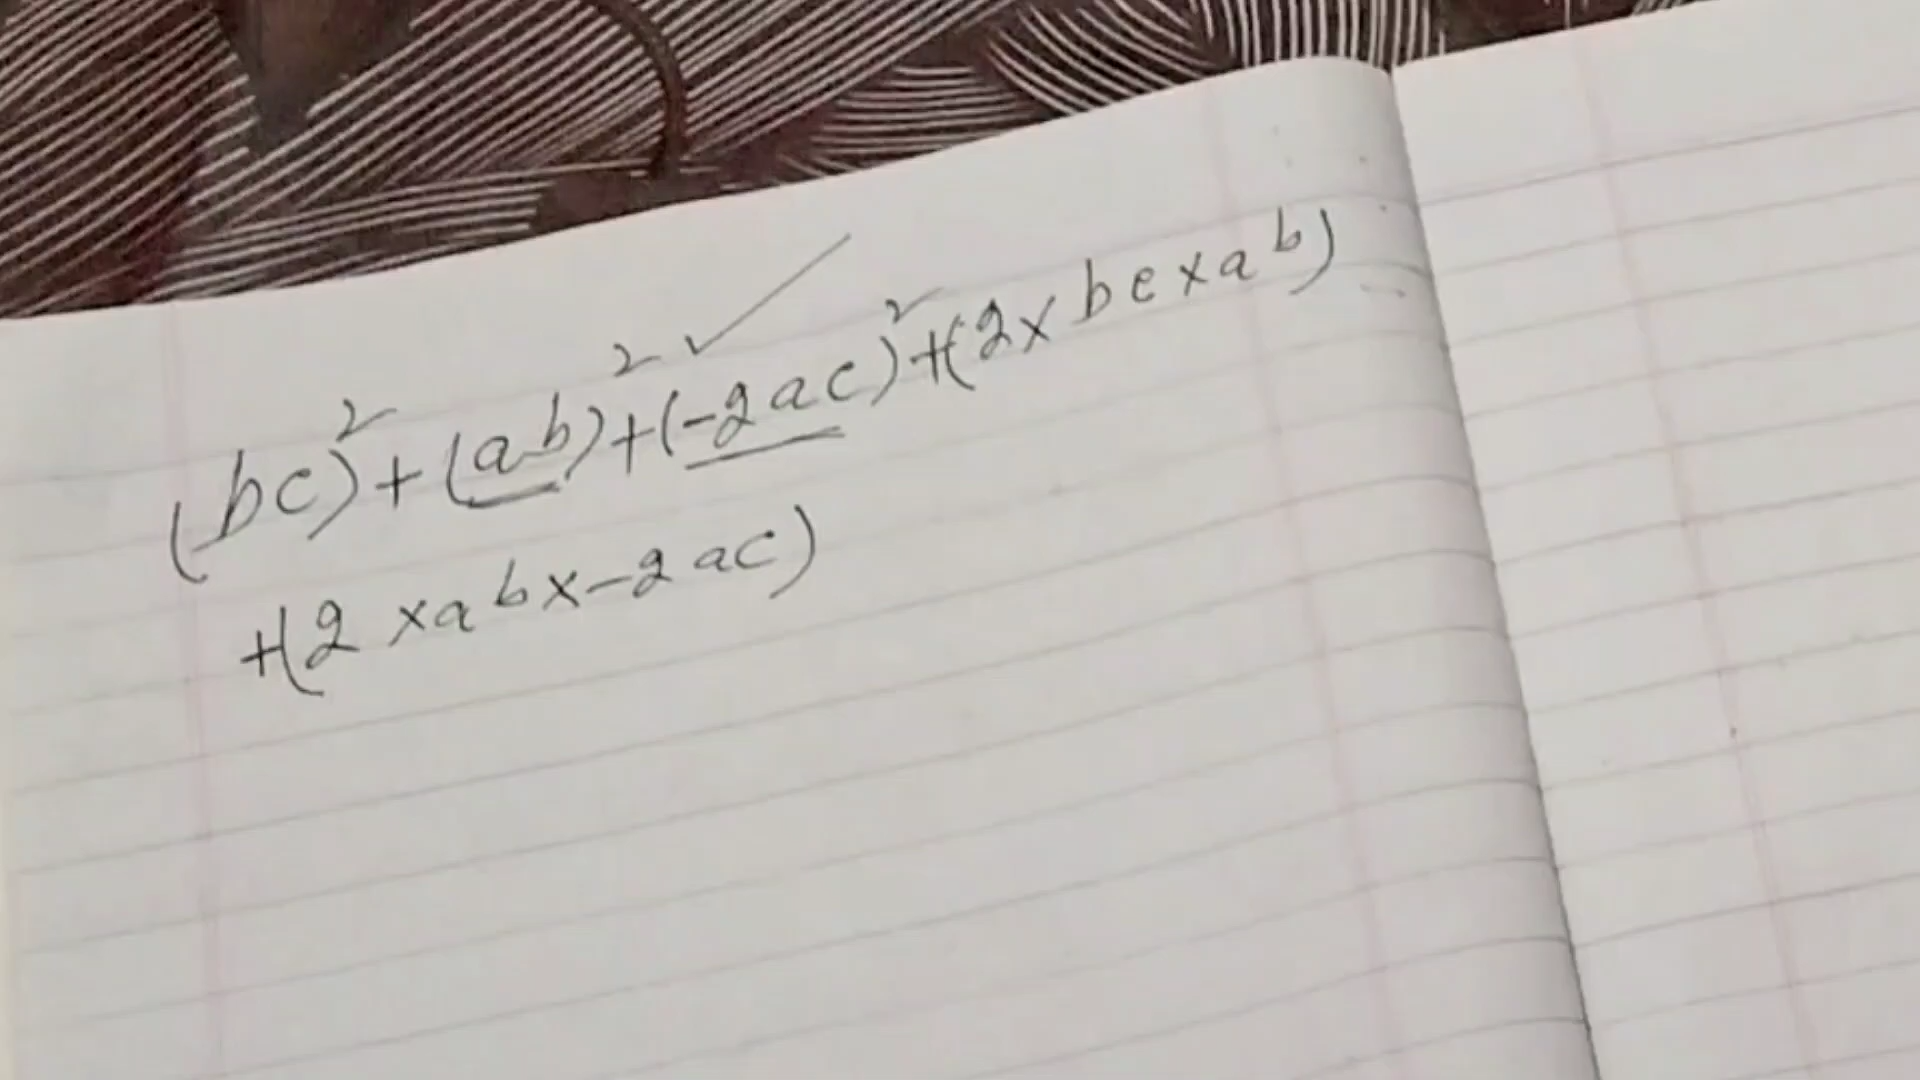 (bc)² + (ab)² + (-2ac)² + (2 × bc × ab)
+ (2 × ab × -2ac)